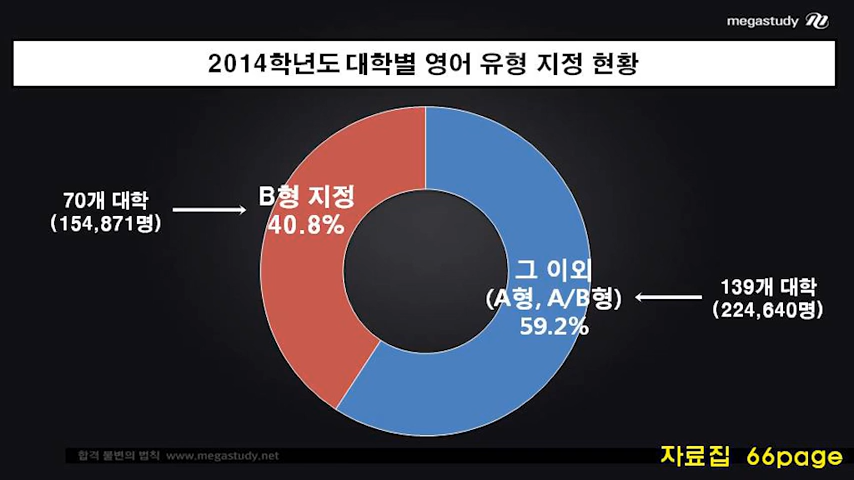 megastudy
2014학년도 대학별 영어 유형 지정 현황
70개 대학
(154,871명)
B형 지정
40.8%
그 이외
(A형, A/B형)
59.2%
139개 대학
(224,640명)
합격 불변의 법칙 www.megastudy.net
자료집 66page